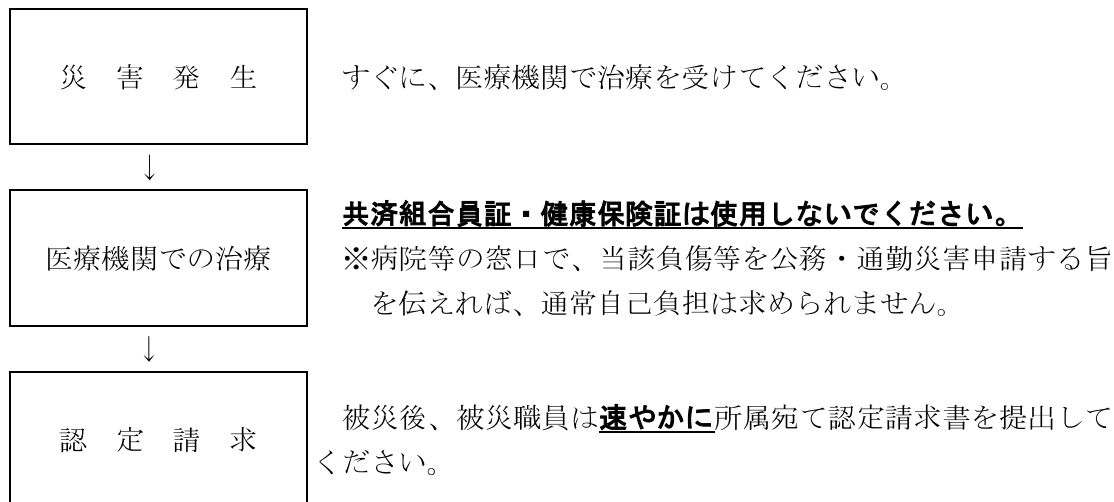 災　害　発　生
すぐに、医療機関で治療を受けてください。
↓
医療機関での治療
共済組合員証・健康保険証は使用しないでください。
※病院等の窓口で、当該負傷等を公務・通勤災害申請する旨
を伝えれば、通常自己負担は求められません。
↓
認　定　請　求
被災後、被災職員は速やかに所属宛て認定請求書を提出して
ください。